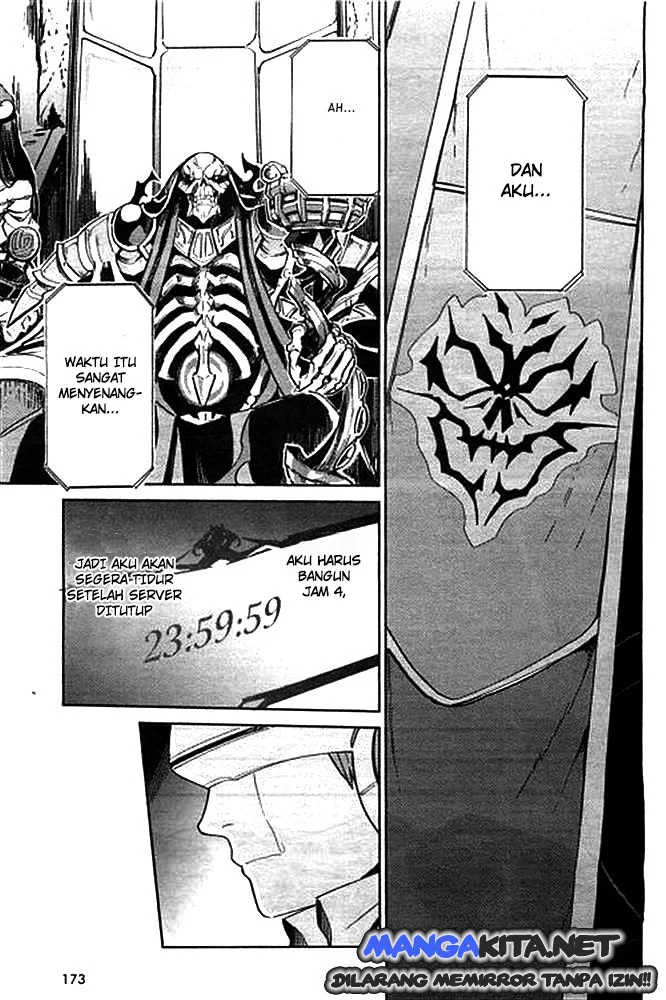 DAN
AKU...
AH...
WAKTU ITU
SANGAT
MENYENANG-
KAN...
AKU HARUS
BANGUN
JAM 4,
JADI AKU AKAN
SEGERA TIDUR
SETELAH SERVER
DITUTUP
23:59:59
173
MANGAKITA.NET
DILARANG MEMIRROR TANPA IZIN!!